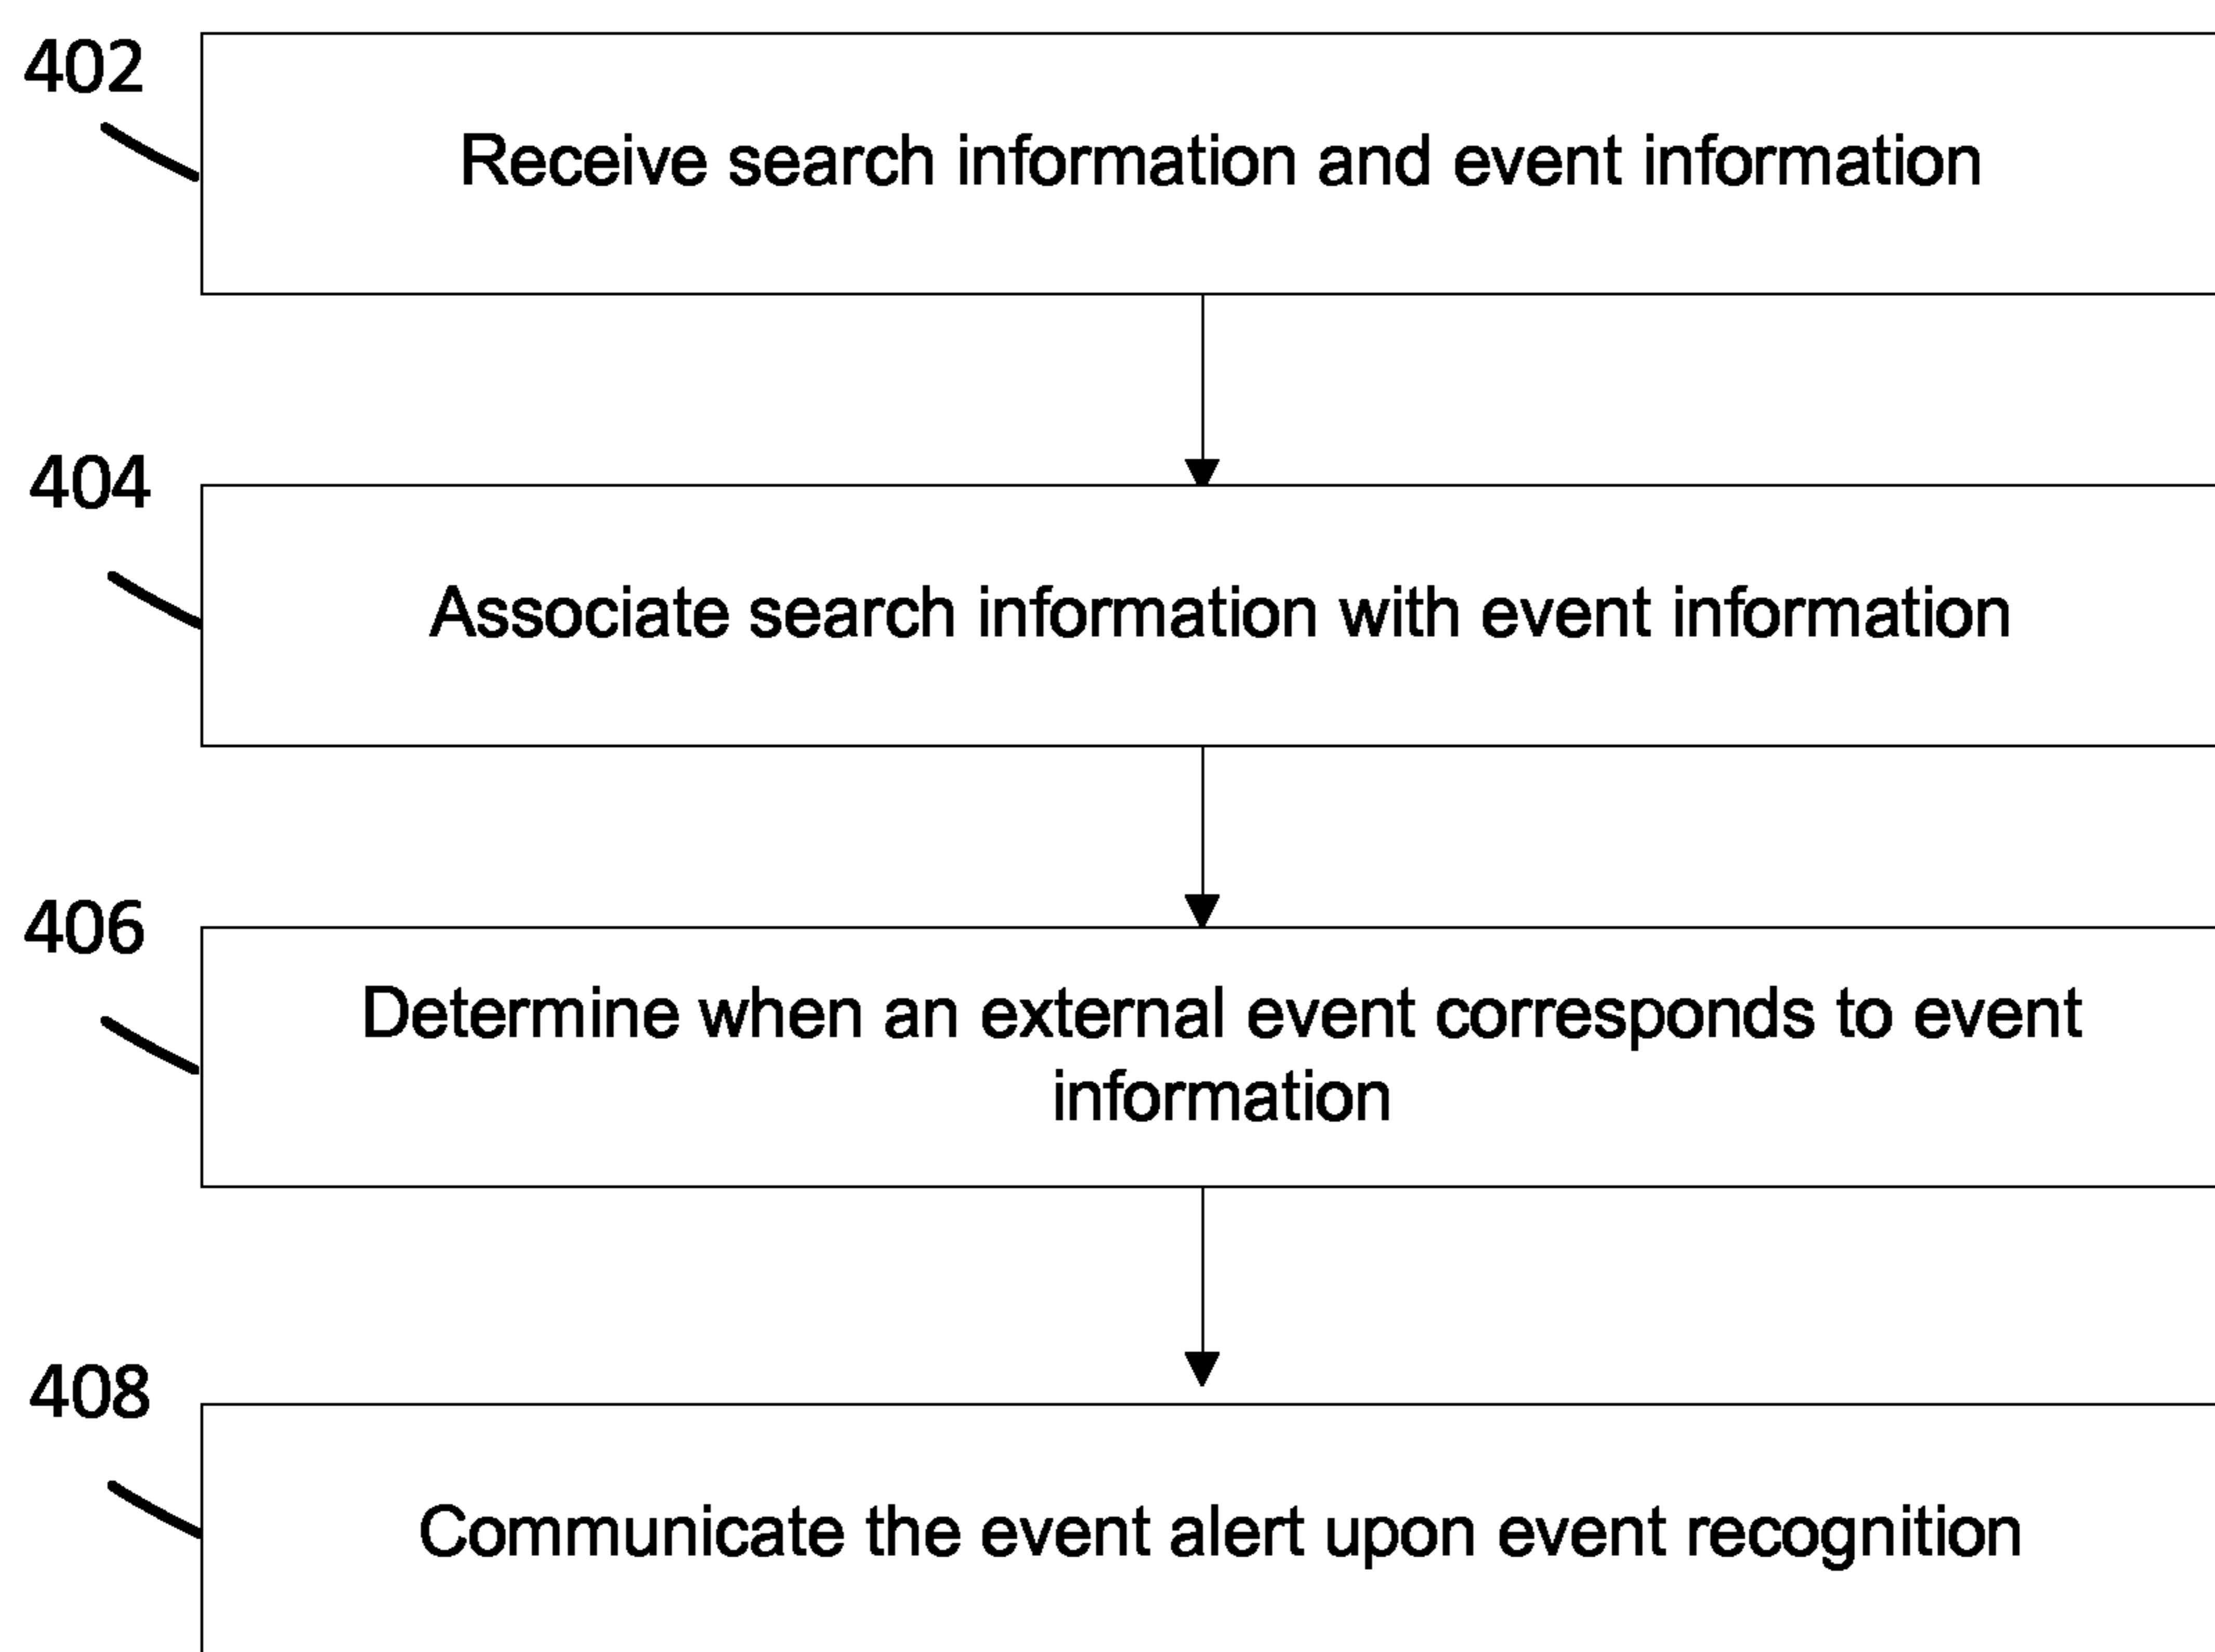 402
Receive search information and event information
404
Associate search information with event information
406
Determine when an external event corresponds to event
information
408
Communicate the event alert upon event recognition